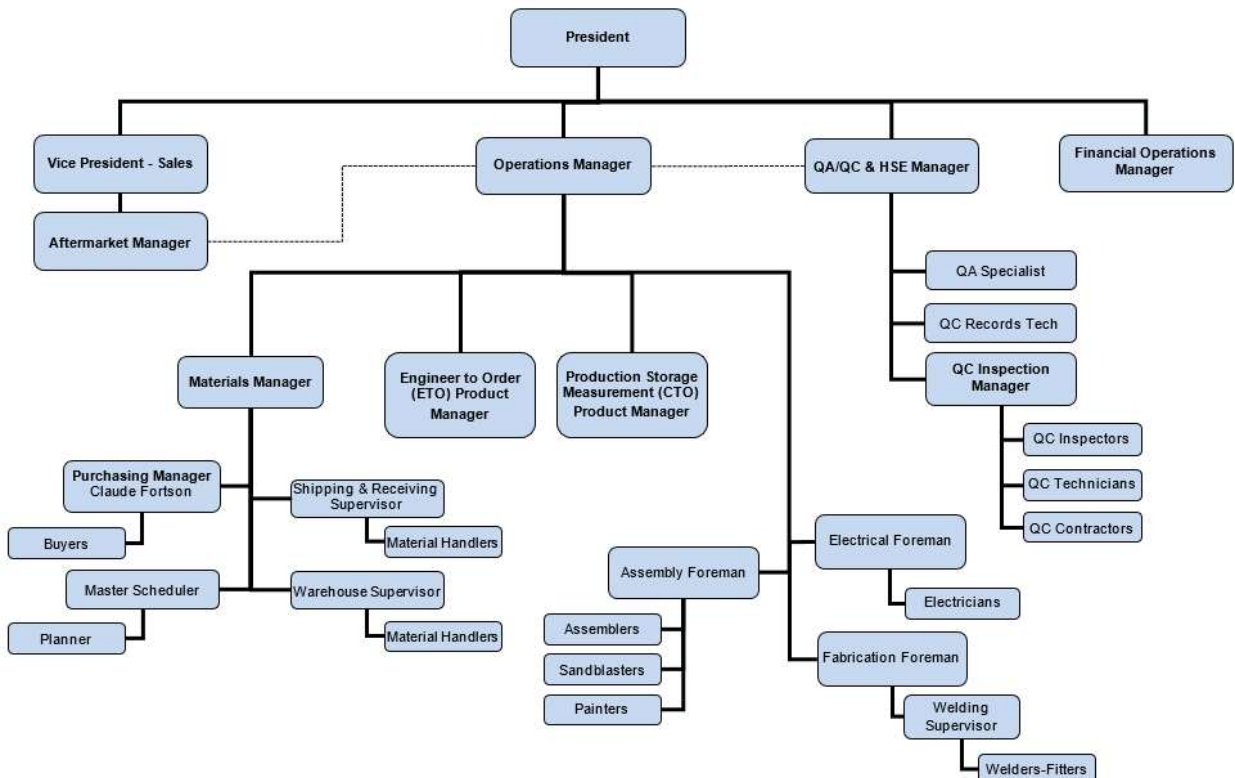 President
Vice President - Sales
Operations Manager
QA/QC & HSE Manager
Financial Operations
Manager
Aftermarket Manager
QA Specialist
QC Records Tech
QC Inspection
Manager
QC Inspectors
QC Technicians
QC Contractors
Materials Manager
Engineer to Order
(ETO) Product
Manager
Production Storage
Measurement (CTO)
Product Manager
Purchasing Manager
Claude Fortson
Buyers
Shipping & Receiving
Supervisor
Material Handlers
Master Scheduler
Planner
Warehouse Supervisor
Material Handlers
Assembly Foreman
Assemblers
Sandblasters
Painters
Electrical Foreman
Electricians
Fabrication Foreman
Welding
Supervisor
Welders-Fitters